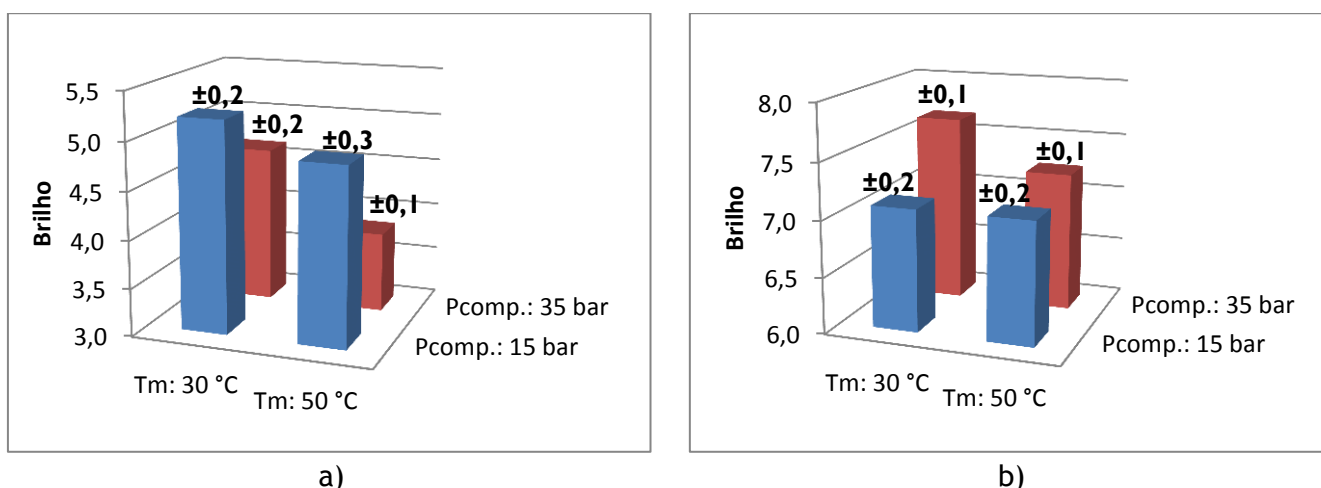 5,5
5,0
4,5
4,0
3,5
3,0
Brilho
±0,2
±0,2
±0,3
±0,1
Pcomp.: 35 bar
Pcomp.: 15 bar
Tm: 30 °C
Tm: 50 °C
a)
8,0
7,5
7,0
6,5
6,0
Brilho
±0,1
±0,1
±0,2
±0,2
Pcomp.: 35 bar
Pcomp.: 15 bar
Tm: 30 °C
Tm: 50 °C
b)